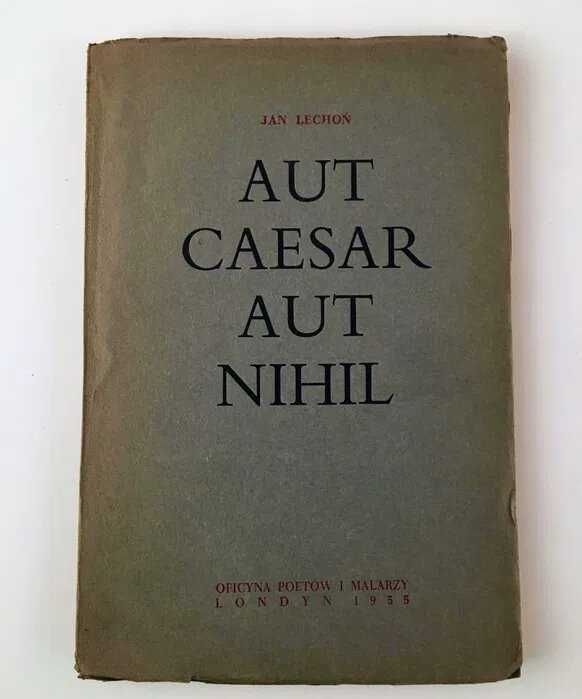 JAN LECHOŃ
AUT
CAESAR
AUT
NIHIL
OFICYNA POETÓW I MALARZY
LONDYN 1955